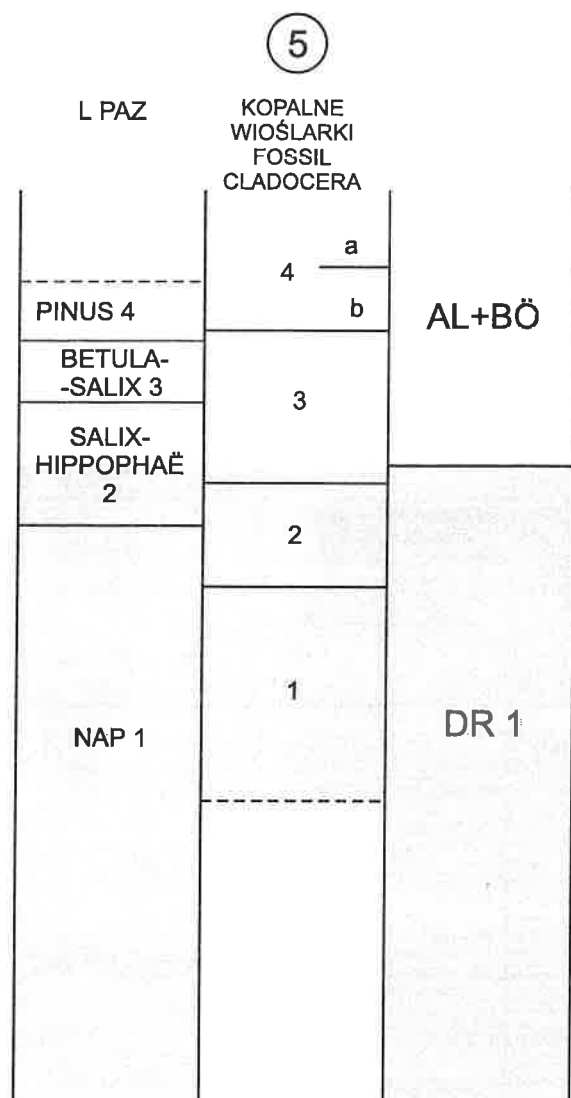 5
L PAZ
KOPALNE
WIOŚLARKI
FOSSIL
CLADOCERA
a
4
PINUS 4
b
AL+BÖ
BETULA-
-SALIX 3
3
SALIX-
HIPPOPHAË
2
2
1
NAP 1
DR 1